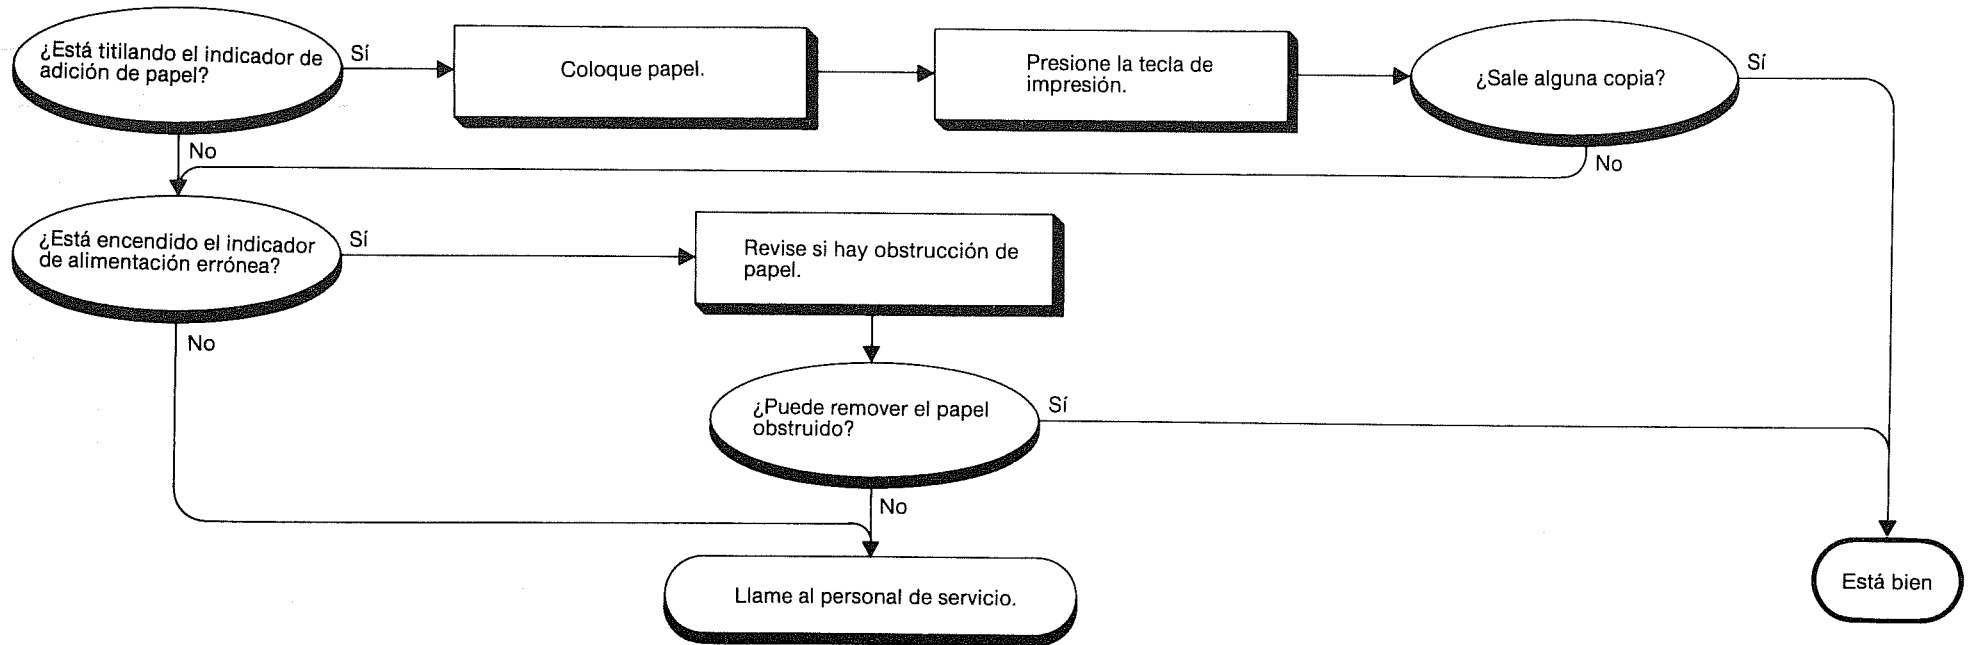 ¿Está titilando el indicador de
adición de papel?
Sí
Coloque papel.
Presione la tecla de
impresión.
¿Sale alguna copia?
Sí
No
No
¿Está encendido el indicador
de alimentación errónea?
Sí
Revise si hay obstrucción de
papel.
No
¿Puede remover el papel
obstruido?
Sí
No
Llame al personal de servicio.
Está bien